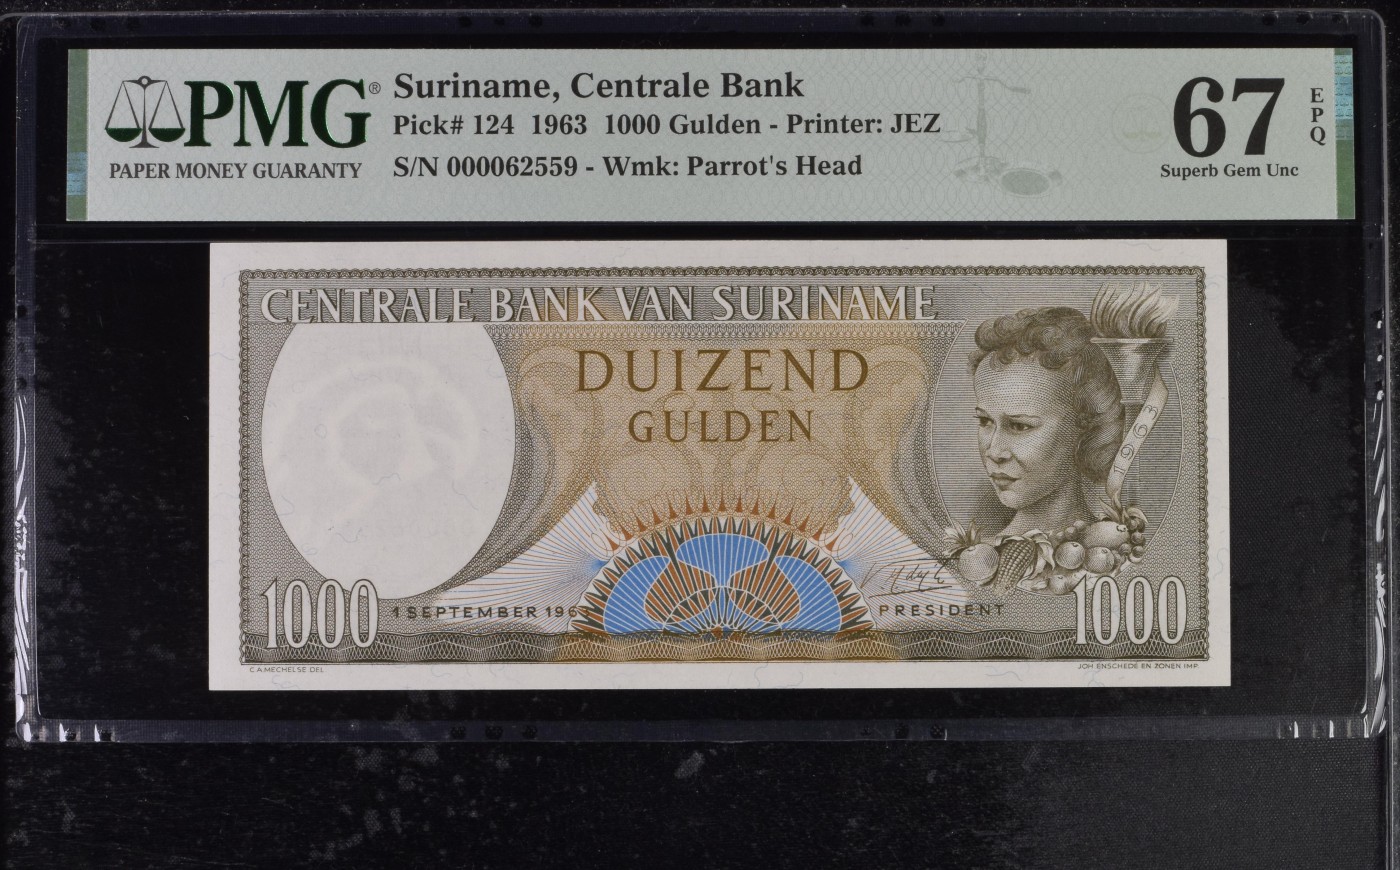 PMG®
PAPER MONEY GUARANTY
Suriname, Centrale Bank
Pick# 124 1963 1000 Gulden - Printer: JEZ
S/N 000062559 - Wmk: Parrot's Head
67
EPQ
Superb Gem Unc
CENTRALE BANK VAN SURINAME
DUIZEND
GULDEN
1963
1000
1 SEPTEMBER 1963
PRESIDENT
1000
C.A.MECHELSE DEL.
JOH. ENSCHEDÉ EN ZONEN IMP.